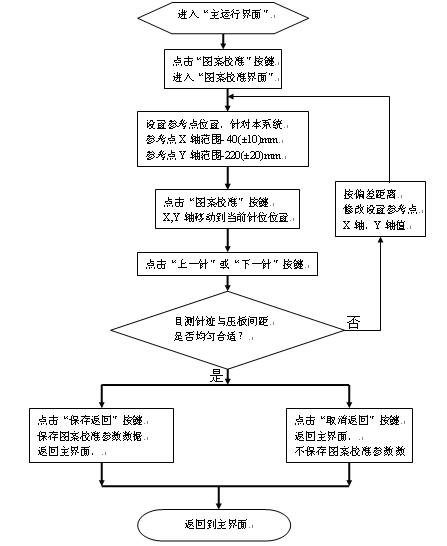 进入“主运行界面”
点击“图案校准”按键
进入“图案校准界面”
设置参考点位置，针对本系统
参考点X轴范围-40(±10)mm
参考点Y轴范围-220(±20)mm
点击“图案校准”按键
X,Y轴移动到当前针位位置
按偏差距离
修改设置参考点
X轴，Y轴值
点击“上一针”或“下一针”按键
目测针迹与压板间距
是否均匀合适？
否
是
点击“保存返回”按键
保存图案校准参数数据
返回主界面．
点击“取消返回”按键
返回主界面．
不保存图案校准参数数
返回到主界面